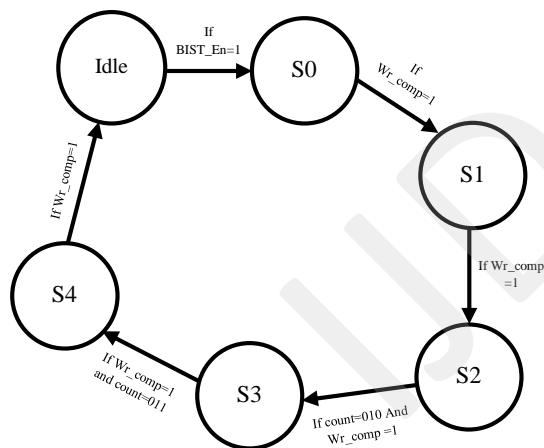 Idle
If
BIST_En=1
S0
If
Wr_comp=1
S1
If Wr_comp
=1
S2
If count=010 And
Wr_comp =1
S3
If Wr_comp=1
and count=011
S4
If Wr_comp=1
IJD